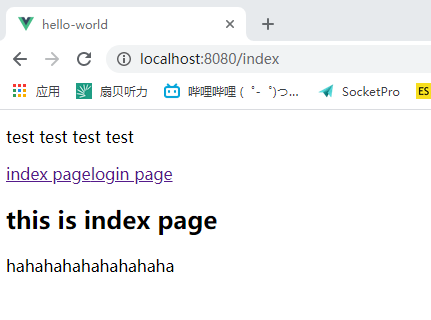 hello-world
localhost:8080/index
应用 扇贝听力 哔哩哔哩 ( ゜- ゜)つ... SocketPro ES
test test test test
index pagelogin page
this is index page
hahahahahahahahaha